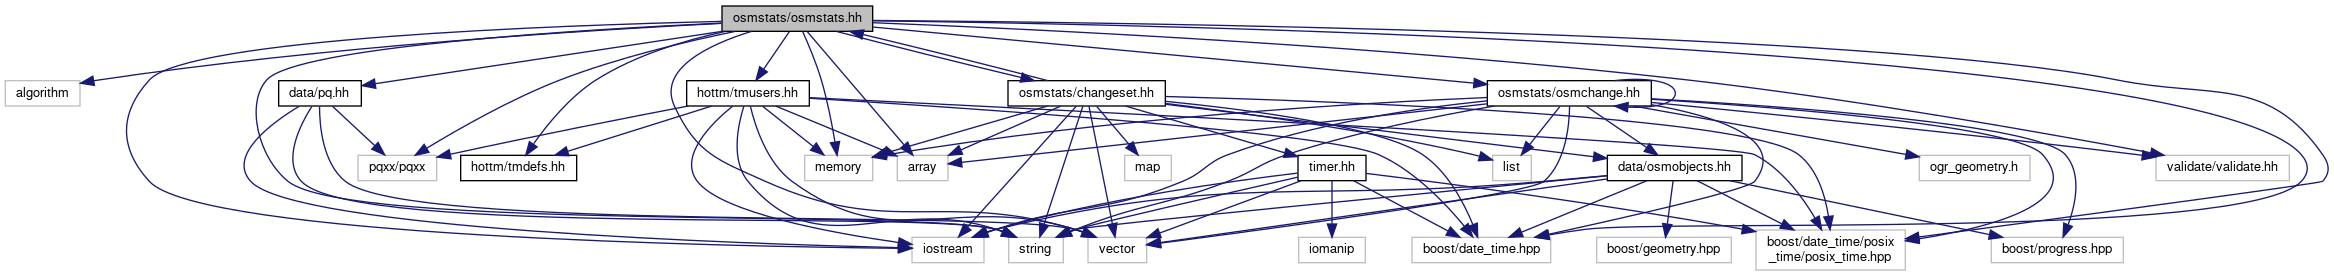 osmstats/osmstats.hh
algorithm
data/pq.hh
hottm/tmusers.hh
osmstats/changeset.hh
osmstats/osmchange.hh
pqxx/pqxx
hottm/tmdefs.hh
memory
array
map
timer.hh
list
data/osmobjects.hh
ogr_geometry.h
validate/validate.hh
iostream
string
vector
iomanip
boost/date_time.hpp
boost/geometry.hpp
boost/date_time/posix
_time/posix_time.hpp
boost/progress.hpp